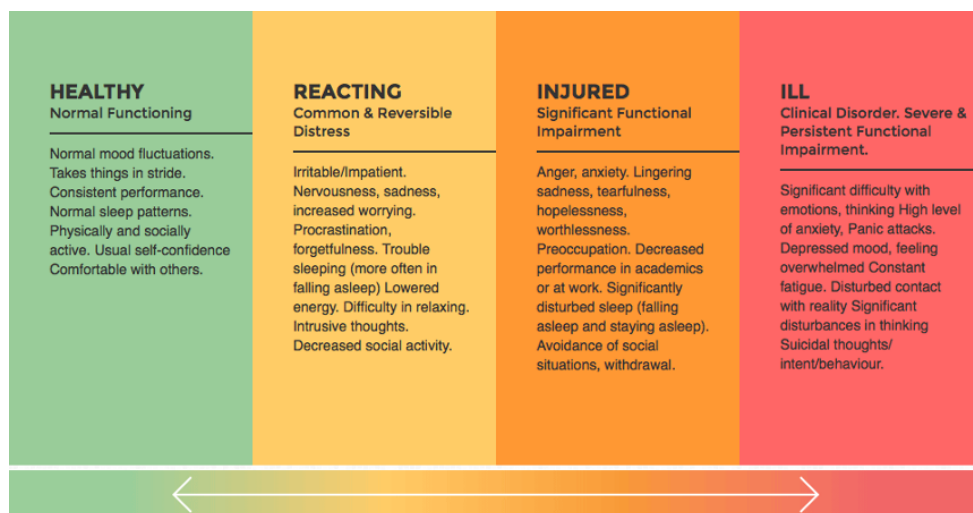 HEALTHY
Normal Functioning
Normal mood fluctuations.
Takes things in stride.
Consistent performance.
Normal sleep patterns.
Physically and socially
active. Usual self-confidence
Comfortable with others.
REACTING
Common & Reversible
Distress
Irritable/Impatient.
Nervousness, sadness,
increased worrying.
Procrastination,
forgetfulness. Trouble
sleeping (more often in
falling asleep) Lowered
energy. Difficulty in relaxing.
Intrusive thoughts.
Decreased social activity.
INJURED
Significant Functional
Impairment
Anger, anxiety. Lingering
sadness, tearfulness,
hopelessness,
worthlessness.
Preoccupation. Decreased
performance in academics
or at work. Significantly
disturbed sleep (falling
asleep and staying asleep).
Avoidance of social
situations, withdrawal.
ILL
Clinical Disorder. Severe &
Persistent Functional
Impairment.
Significant difficulty with
emotions, thinking High level
of anxiety, Panic attacks.
Depressed mood, feeling
overwhelmed Constant
fatigue. Disturbed contact
with reality Significant
disturbances in thinking
Suicidal thoughts/
intent/behaviour.